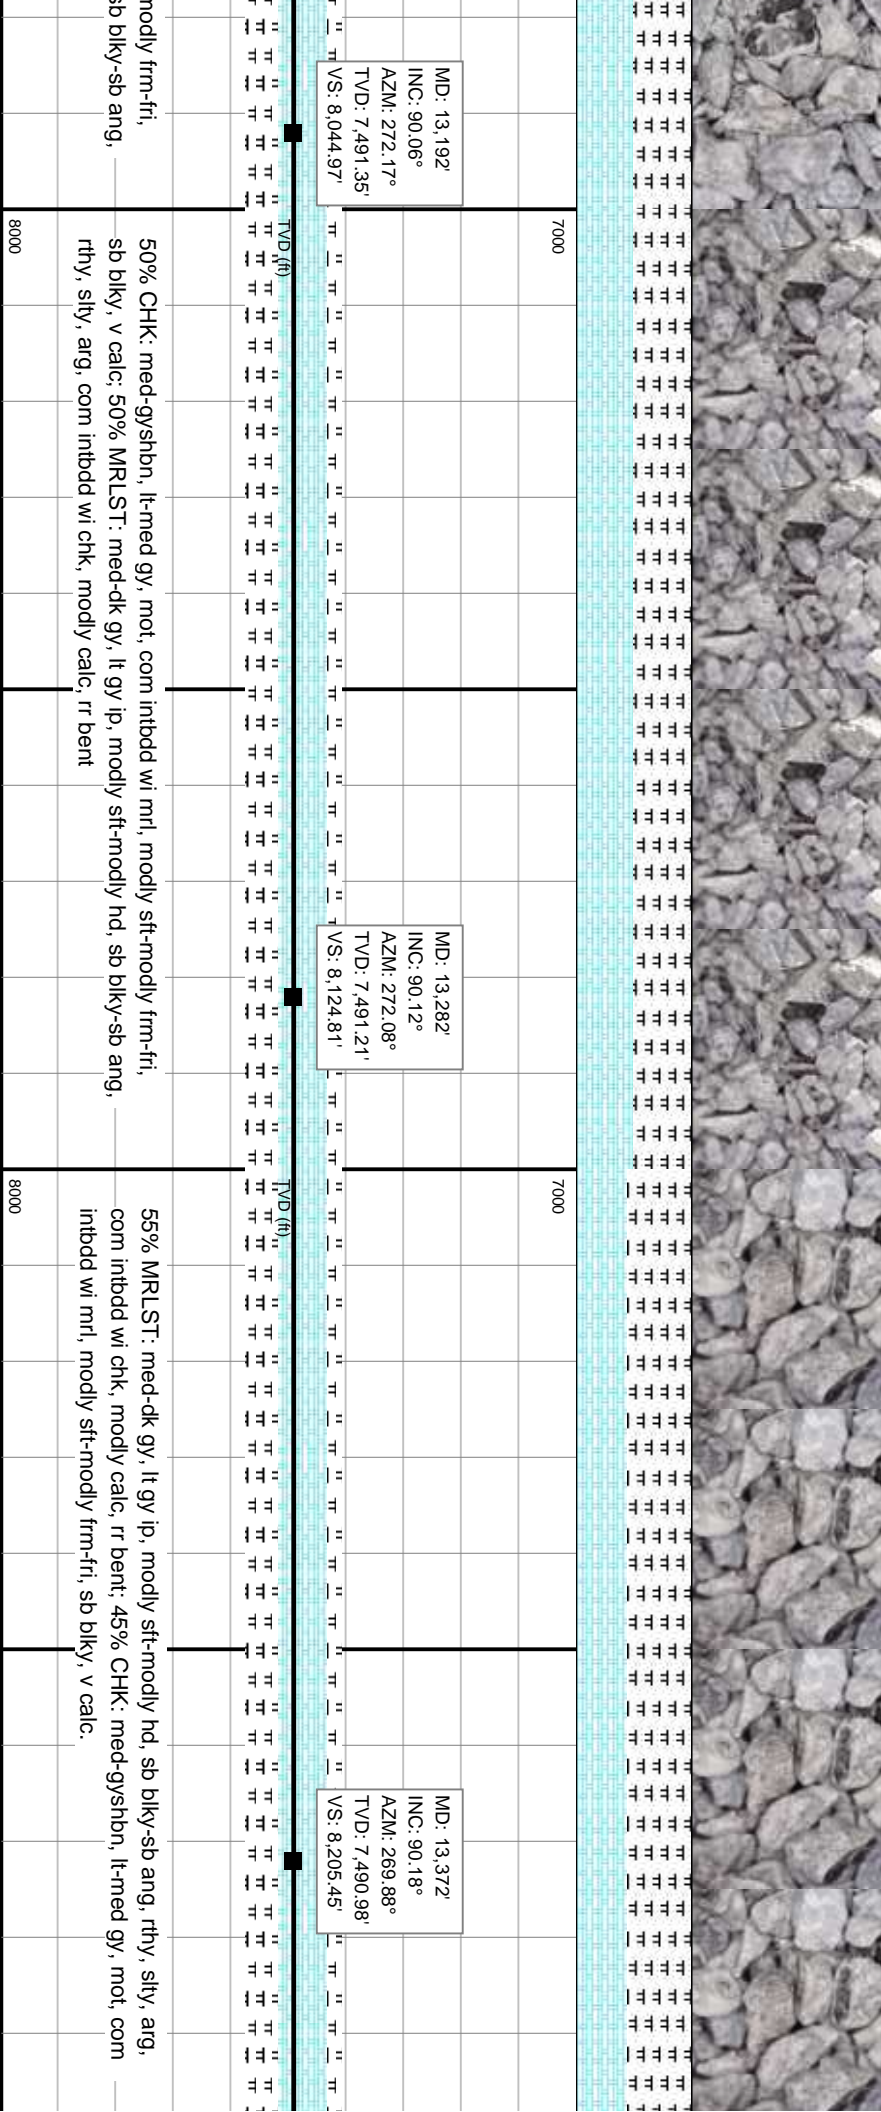 modly frm-fri,
sb blky-sb ang,
MD: 13,192'
INC: 90.06°
AZM: 272.17°
TVD: 7,491.35'
VS: 8,044.97'
7000
TVD (ft)
8000
50% CHK: med-gyshbn, lt-med gy, mot, com intbdd wi mrl, modly sft-modly frm-fri,
sb blky, v calc; 50% MRLST: med-dk gy, lt gy ip, modly sft-modly hd, sb blky-sb ang,
rthy, slty, arg, com intbdd wi chk, modly calc, rr bent
MD: 13,282'
INC: 90.12°
AZM: 272.08°
TVD: 7,491.21'
VS: 8,124.81'
7000
TVD (ft)
8000
55% MRLST: med-dk gy, lt gy ip, modly sft-modly hd, sb blky-sb ang, rthy, slty, arg,
com intbdd wi chk, modly calc, rr bent; 45% CHK: med-gyshbn, lt-med gy, mot, com
intbdd wi mrl, modly sft-modly frm-fri, sb blky, v calc.
MD: 13,372'
INC: 90.18°
AZM: 269.88°
TVD: 7,490.98'
VS: 8,205.45'